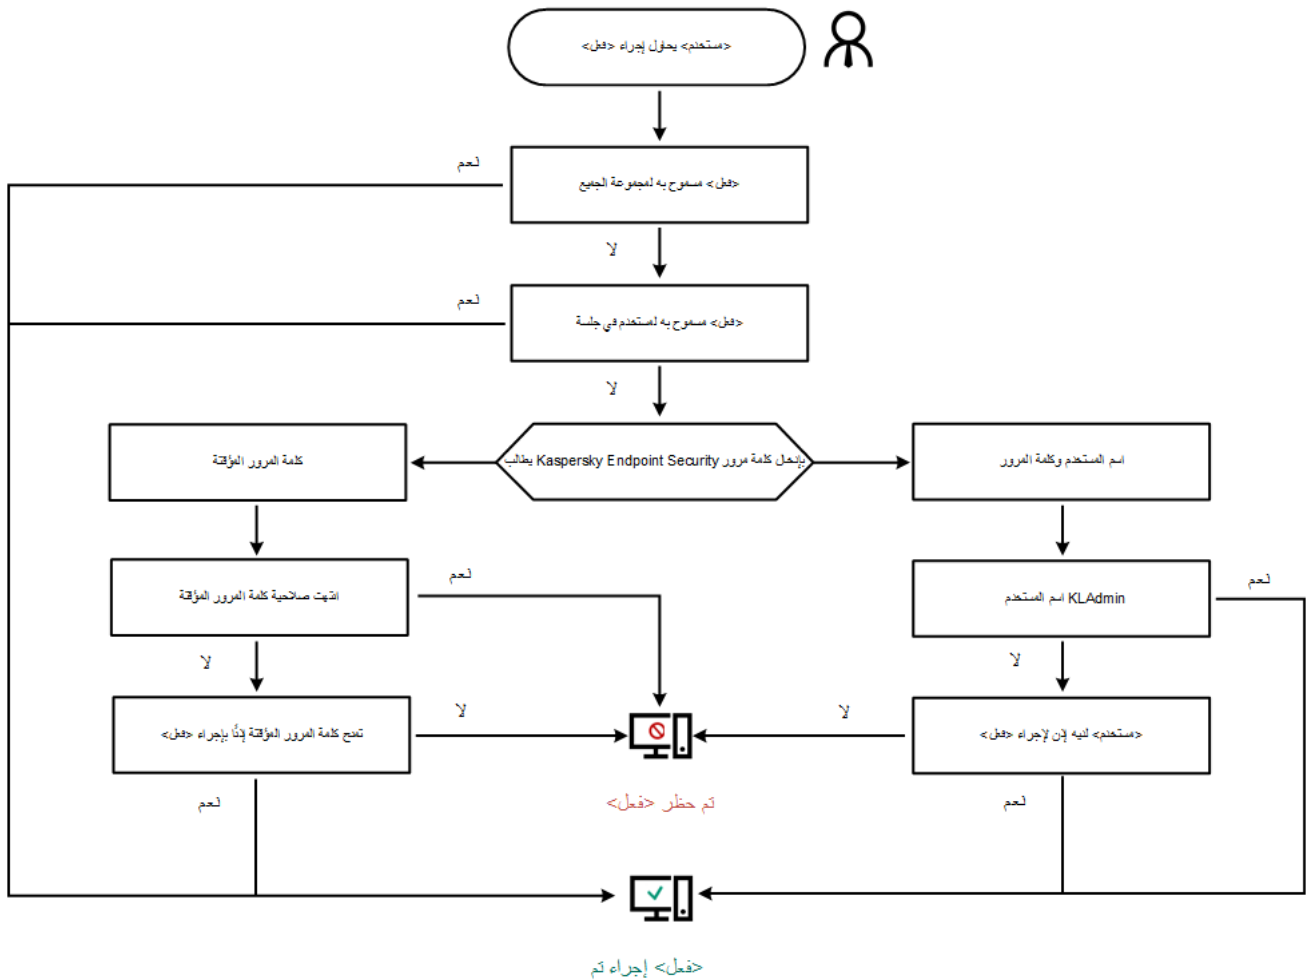 <مستخدم> يحاول إجراء <فعل>
نعم
<فعل> مسموح به لمجموعة الجميع
لا
نعم
<فعل> مسموح به لمستخدم في جلسة
لا
كلمة المرور المؤقتة
بإدخال كلمة مرور Kaspersky Endpoint Security يطالب
اسم المستخدم وكلمة المرور
نعم
انتهت صلاحية كلمة المرور المؤقتة
نعم
KLAdmin اسم المستخدم
لا
لا
تمنح كلمة المرور المؤقتة إذنًا بإجراء <فعل>
لا
لا
<مستخدم> لديه إذن لإجراء <فعل>
نعم
تم حظر <فعل>
نعم
<فعل> إجراء تم